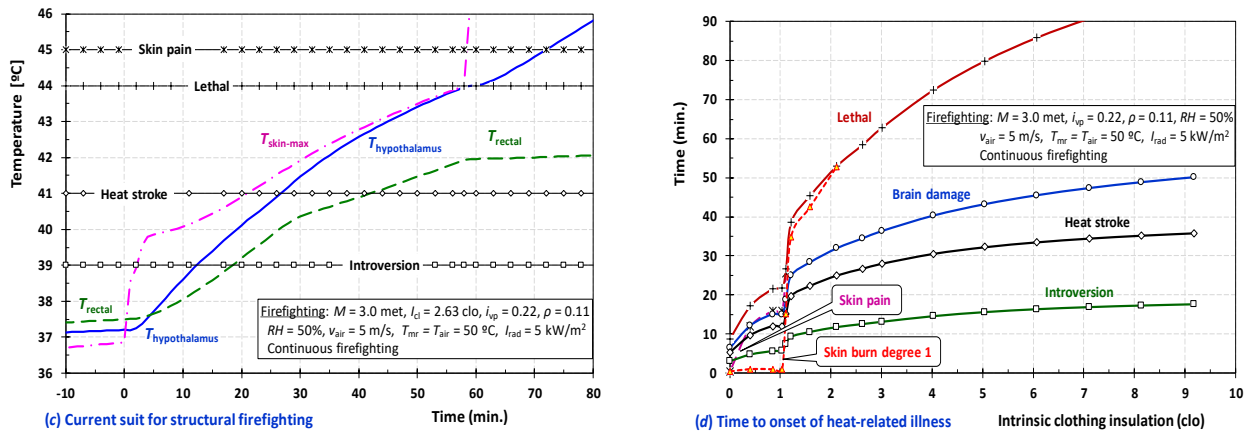 46
45
44
43
42
41
40
39
38
37
36
Temperature [ºC]
Skin pain
Lethal
T skin-max
T hypothalamus
T rectal
Heat stroke
Introversion
T rectal
T hypothalamus
Firefighting: M = 3.0 met, I cl = 2.63 clo, i vp = 0.22, ρ = 0.11
RH = 50%, v air = 5 m/s, T mr = T air = 50 ºC, I rad = 5 kW/m²
Continuous firefighting
-10 0 10 20 30 40 50 60 70 80
(c) Current suit for structural firefighting
Time (min.)
90
80
70
60
50
40
30
20
10
0
Time (min.)
Lethal
Firefighting: M = 3.0 met, i vp = 0.22, ρ = 0.11, RH = 50%
v air = 5 m/s, T mr = T air = 50 ºC, I rad = 5 kW/m²
Continuous firefighting
Brain damage
Heat stroke
Skin pain
Introversion
Skin burn degree 1
0 1 2 3 4 5 6 7 8 9 10
(d) Time to onset of heat-related illness
Intrinsic clothing insulation (clo)